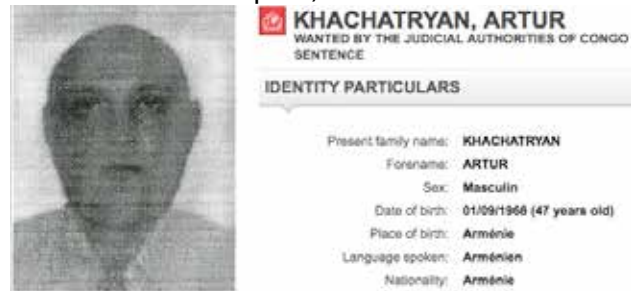 KHACHATRYAN, ARTUR
WANTED BY THE JUDICIAL AUTHORITIES OF CONGO
SENTENCE
IDENTITY PARTICULARS
Present family name: KHACHATRYAN
Forename: ARTUR
Sex: Masculin
Date of birth: 01/09/1966 (47 years old)
Place of birth: Arménie
Language spoken: Arménien
Nationality: Arménie